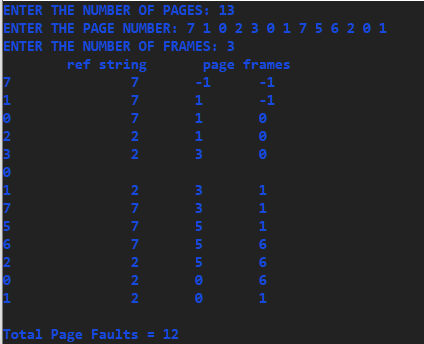 ENTER THE NUMBER OF PAGES: 13
ENTER THE PAGE NUMBER: 7 1 0 2 3 0 1 7 5 6 2 0 1
ENTER THE NUMBER OF FRAMES: 3
ref string page frames
7 7 -1 -1
1 7 1 -1
0 7 1 0
2 2 1 0
3 2 3 0
0
1 2 3 1
7 7 3 1
5 7 5 1
6 7 5 6
2 2 5 6
0 2 0 6
1 2 0 1
Total Page Faults = 12